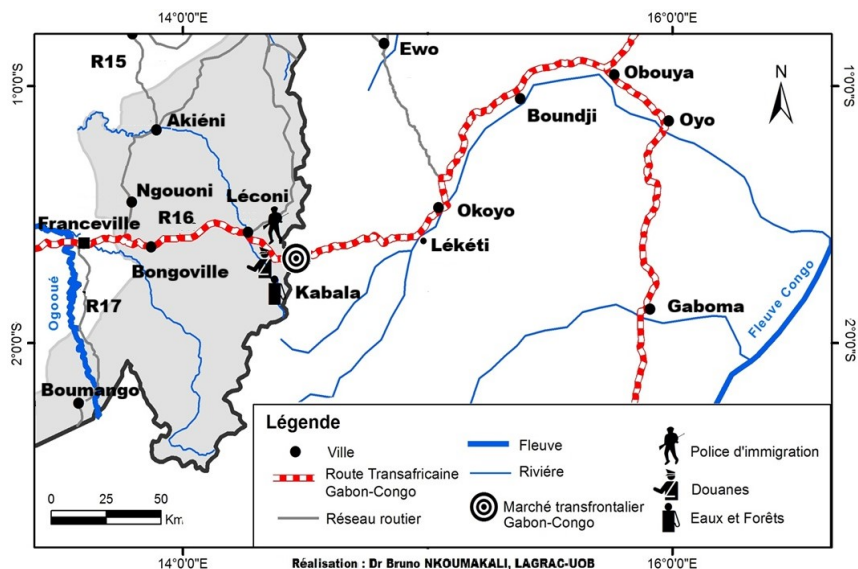 14°0'0"E
16°0'0"E
R15
Ewo
Obouya
1°0'0"S
1°0'0"S
N
Boundji
Oyo
Akiéni
Ngouoni
Léconi
Franceville
R16
Okoyo
Lékéti
Bongoville
Kabala
Ogooué
R17
Gaboma
Fleuve Congo
2°0'0"S
2°0'0"S
Boumango
Légende
Ville
Route Transafricaine
Gabon-Congo
Réseau routier
Fleuve
Riviére
Marché transfrontalier
Gabon-Congo
Police d'immigration
Douanes
Eaux et Forêts
0 25 50
Km
14°0'0"E
16°0'0"E
Réalisation : Dr Bruno NKOUMAKALI, LAGRAC-UOB